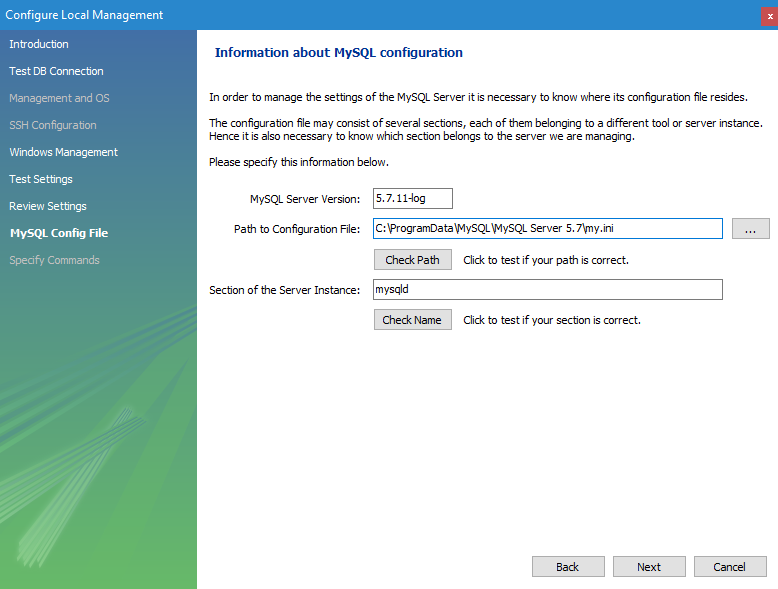 Configure Local Management
x
Introduction
Test DB Connection
Management and OS
SSH Configuration
Windows Management
Test Settings
Review Settings
MySQL Config File
Specify Commands
Information about MySQL configuration
In order to manage the settings of the MySQL Server it is necessary to know where its configuration file resides.
The configuration file may consist of several sections, each of them belonging to a different tool or server instance.
Hence it is also necessary to know which section belongs to the server we are managing.
Please specify this information below.
MySQL Server Version: 5.7.11-log
Path to Configuration File: C:\ProgramData\MySQL\MySQL Server 5.7\my.ini ...
Check Path Click to test if your path is correct.
Section of the Server Instance: mysqld
Check Name Click to test if your section is correct.
Back Next Cancel